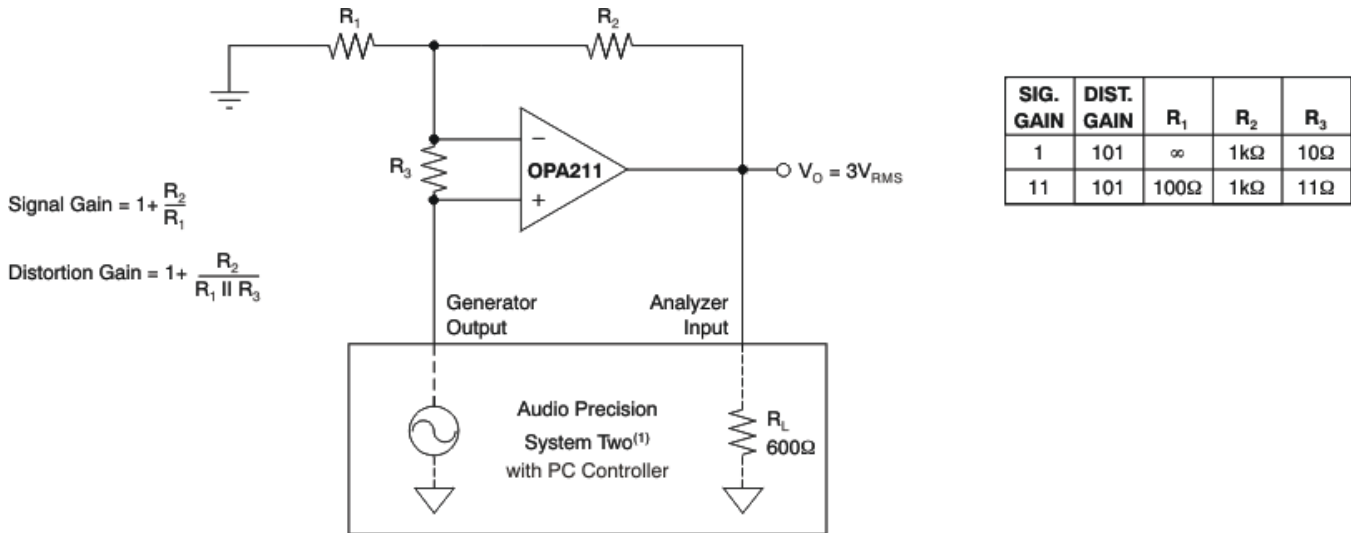 R₁
R₂
SIG. GAIN | DIST. GAIN | R₁ | R₂ | R₃
1 | 101 | ∞ | 1kΩ | 10Ω
11 | 101 | 100Ω | 1kΩ | 11Ω
R₃
−
+
OPA211
V_O = 3V_RMS
Signal Gain = 1+ R₂/R₁
Distortion Gain = 1+ R₂/(R₁ II R₃)
Generator
Output
Analyzer
Input
Audio Precision
System Two⁽¹⁾
with PC Controller
R_L
600Ω